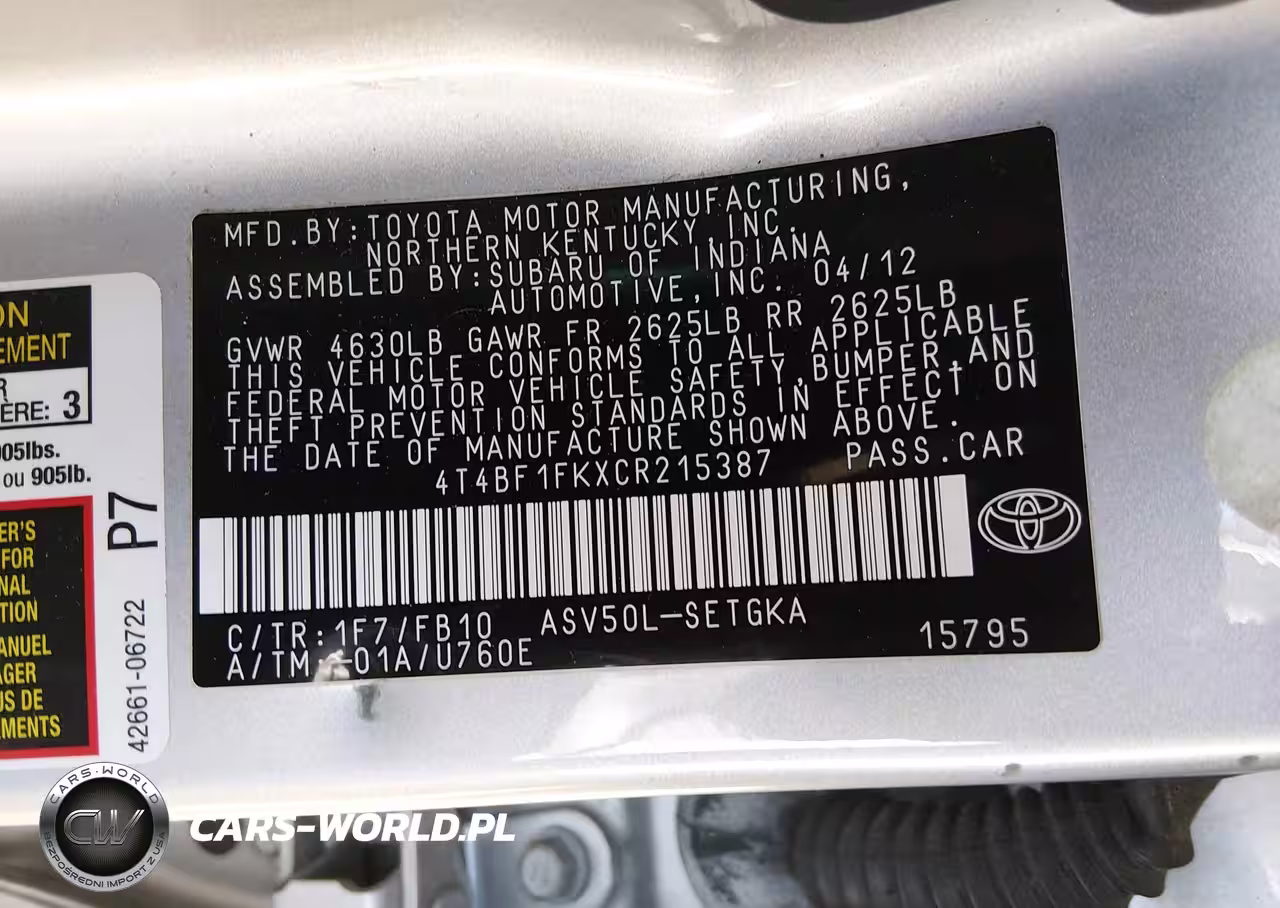 MFD.BY:TOYOTA MOTOR MANUFACTURING,
NORTHERN KENTUCKY, INC.
ASSEMBLED BY:SUBARU OF INDIANA
AUTOMOTIVE,INC. 04/12
GVWR 4630LB GAWR FR 2625LB RR 2625LB
THIS VEHICLE CONFORMS TO ALL APPLICABLE
FEDERAL MOTOR VEHICLE SAFETY,BUMPER,AND
THEFT PREVENTION STANDARDS IN EFFECT ON
THE DATE OF MANUFACTURE SHOWN ABOVE.
4T4BF1FKXCR215387 PASS.CAR
C/TR:1F7/FB10 ASV50L-SETGKA
A/TM:-01A/U760E 15795
ON
EMENT
R
ERE: 3
905lbs.
ou 905lb.
P7
ER'S
FOR
NAL
TION
ANUEL
AGER
US DE
MENTS
42661-06722
CARS-WORLD
CW
BEZPOŚREDNI IMPORT Z USA
CARS-WORLD.PL